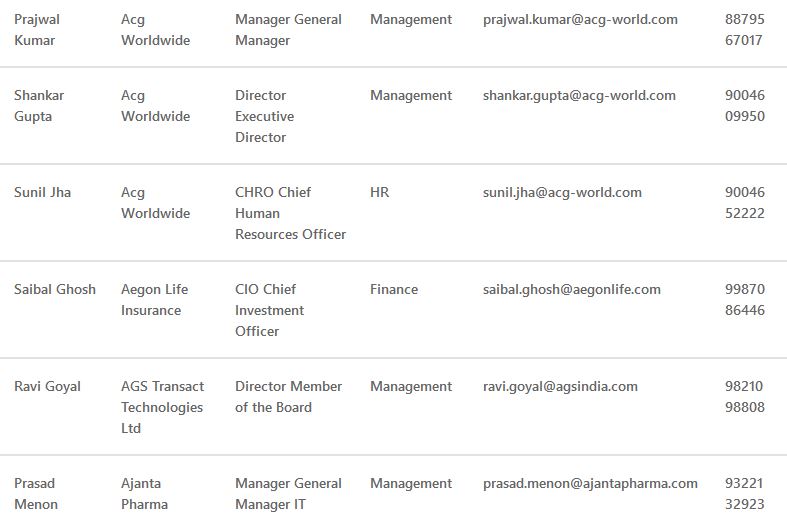 Prajwal Kumar Acg Worldwide Manager General Manager Management prajwal.kumar@acg-world.com 88795 67017
Shankar Gupta Acg Worldwide Director Executive Director Management shankar.gupta@acg-world.com 90046 09950
Sunil Jha Acg Worldwide CHRO Chief Human Resources Officer HR sunil.jha@acg-world.com 90046 52222
Saibal Ghosh Aegon Life Insurance CIO Chief Investment Officer Finance saibal.ghosh@aegonlife.com 99870 86446
Ravi Goyal AGS Transact Technologies Ltd Director Member of the Board Management ravi.goyal@agsindia.com 98210 98808
Prasad Menon Ajanta Pharma Manager General Manager IT Management prasad.menon@ajantapharma.com 93221 32923